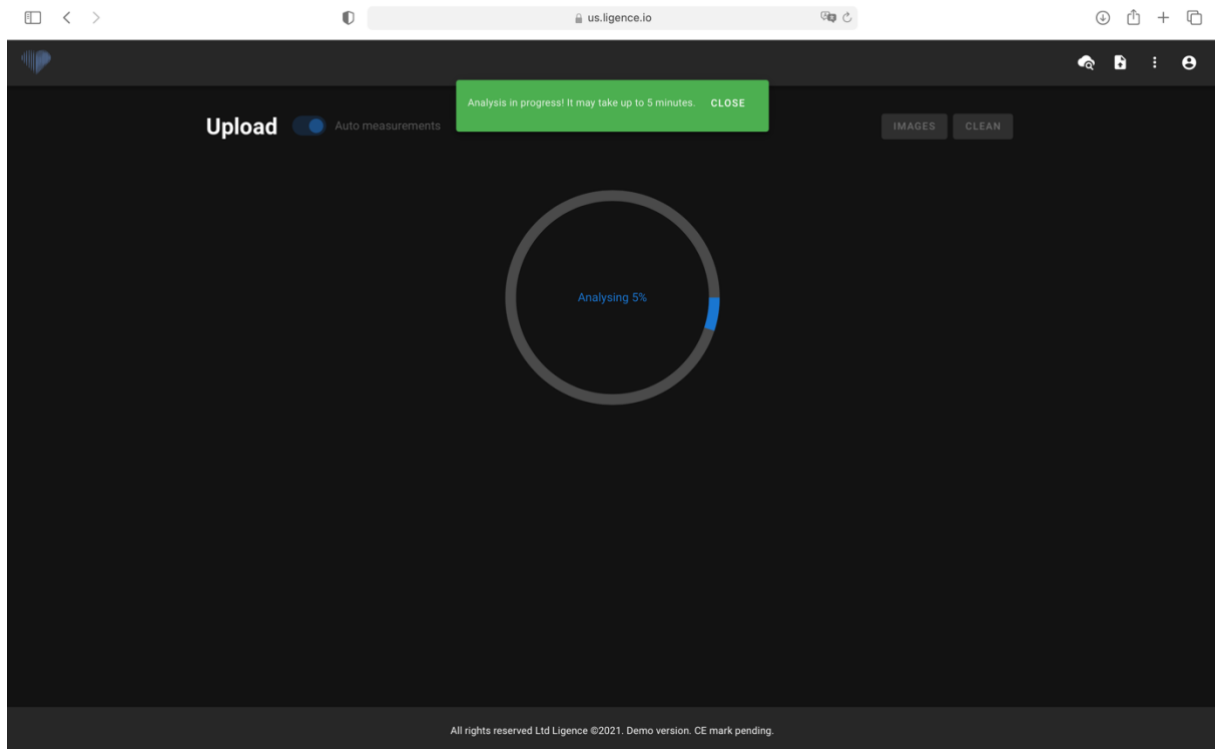 us.ligence.io
Analysis in progress! It may take up to 5 minutes. CLOSE
Upload Auto measurements IMAGES CLEAN
Analysing 5%
All rights reserved Ltd Ligence ©2021. Demo version. CE mark pending.